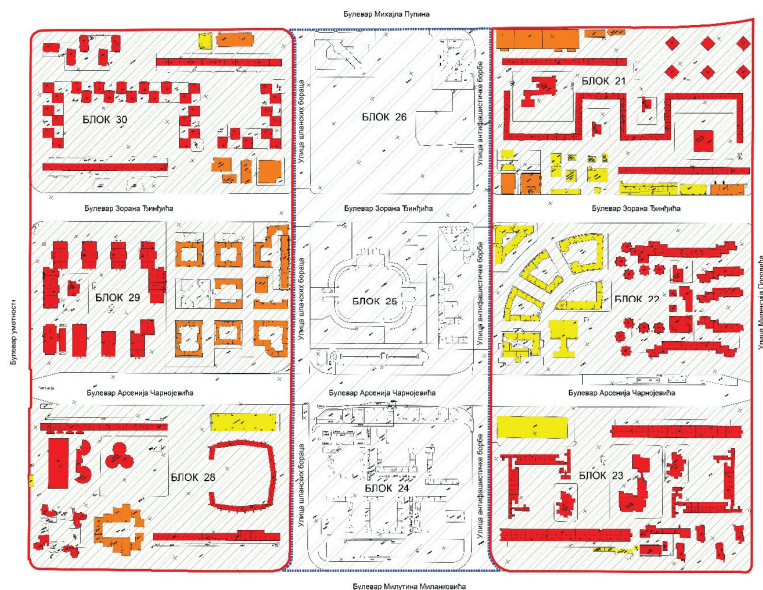 Булевар Михајла Пупина
БЛОК 30
Улица шпанских бораца
БЛОК 26
Улица антифашистичке борбе
БЛОК 21
Булевар Зорана Ђинђића
Булевар Зорана Ђинђића
Булевар Зорана Ђинђића
Булевар уметности
БЛОК 29
Улица шпанских бораца
БЛОК 25
Улица антифашистичке борбе
БЛОК 22
Булевар Арсенија Чарнојевића
Булевар Арсенија Чарнојевића
Булевар Арсенија Чарнојевића
БЛОК 28
Улица шпанских бораца
БЛОК 24
Улица антифашистичке борбе
БЛОК 23
Булевар Милутина Миланковића